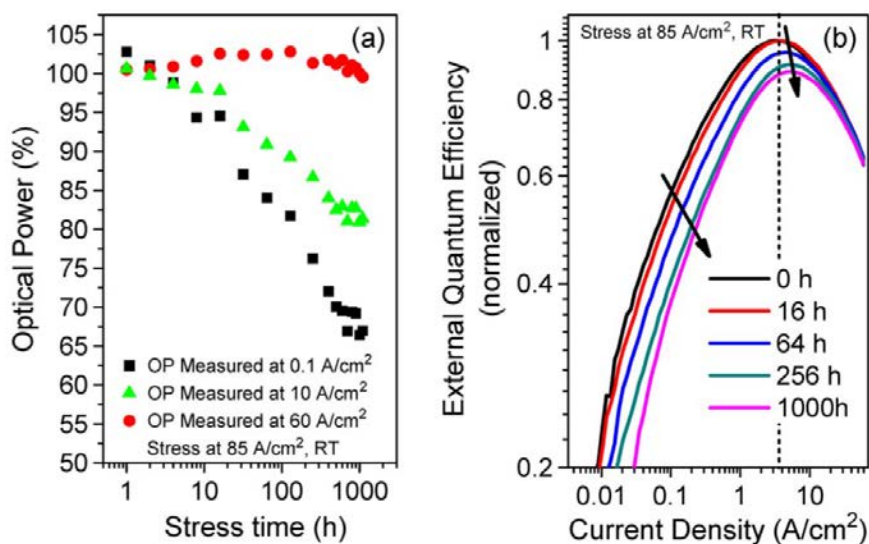 (a)
105
100
95
90
85
80
75
70
65
60
55
50
Optical Power (%)
OP Measured at 0.1 A/cm²
OP Measured at 10 A/cm²
OP Measured at 60 A/cm²
Stress at 85 A/cm², RT
1 10 100 1000
Stress time (h)
Stress at 85 A/cm², RT
(b)
1
0.8
0.6
0.4
0.2
External Quantum Efficiency
(normalized)
0 h
16 h
64 h
256 h
1000h
0.01 0.1 1 10
Current Density (A/cm²)